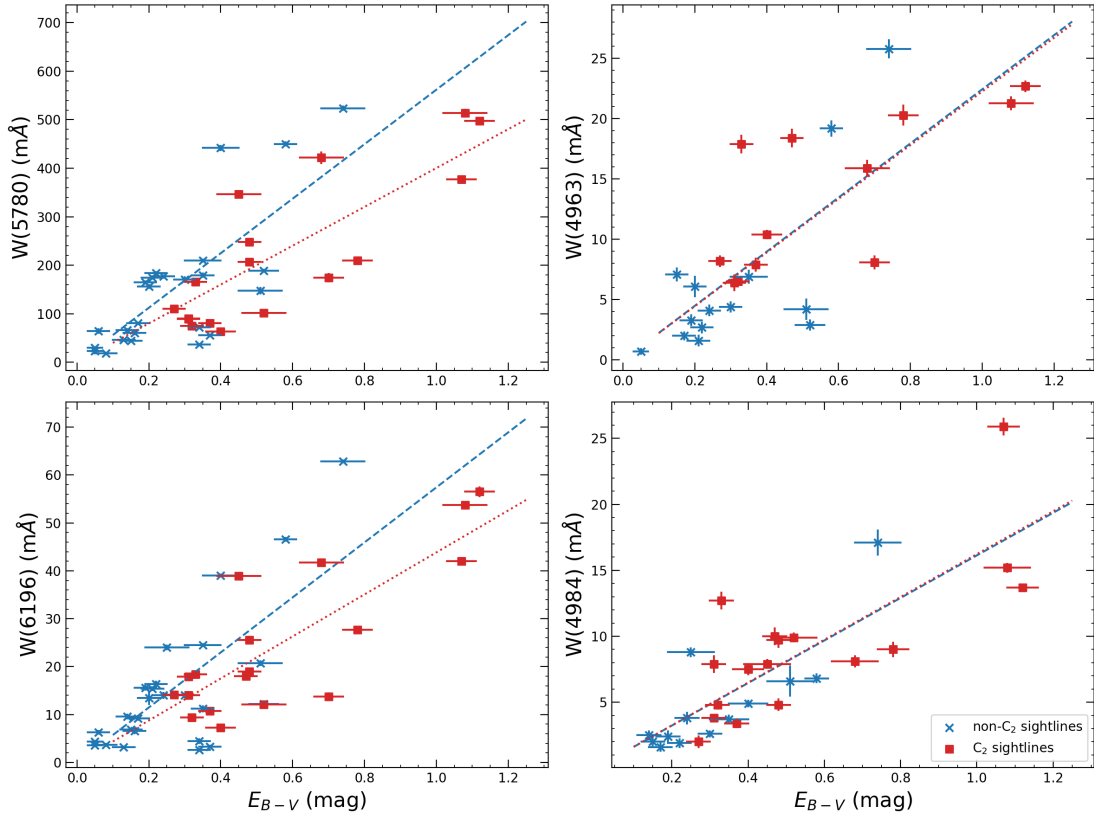 700
600
500
400
300
200
100
0
W(5780) (mÅ)
0.0 0.2 0.4 0.6 0.8 1.0 1.2
25
20
15
10
5
0
W(4963) (mÅ)
0.0 0.2 0.4 0.6 0.8 1.0 1.2
70
60
50
40
30
20
10
0
W(6196) (mÅ)
0.0 0.2 0.4 0.6 0.8 1.0 1.2
E_{B−V} (mag)
25
20
15
10
5
W(4984) (mÅ)
non-C₂ sightlines
C₂ sightlines
0.2 0.4 0.6 0.8 1.0 1.2
E_{B−V} (mag)